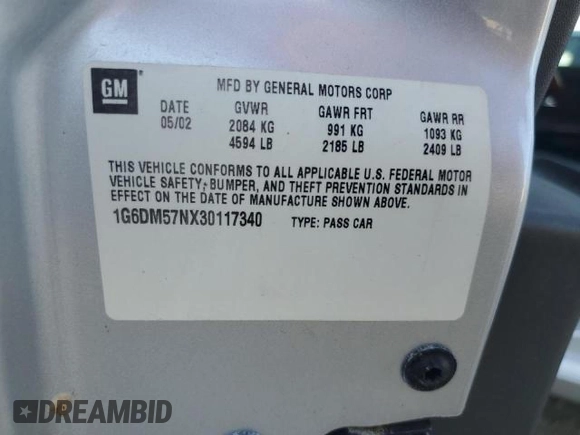 GM
MFD BY GENERAL MOTORS CORP
DATE GVWR GAWR FRT GAWR RR
05/02 2084 KG 991 KG 1093 KG
4594 LB 2185 LB 2409 LB
THIS VEHICLE CONFORMS TO ALL APPLICABLE U.S. FEDERAL MOTOR
VEHICLE SAFETY, BUMPER, AND THEFT PREVENTION STANDARDS IN
EFFECT ON THE DATE OF MANUFACTURE SHOWN ABOVE.
1G6DM57NX30117340 TYPE: PASS CAR
DREAMBID